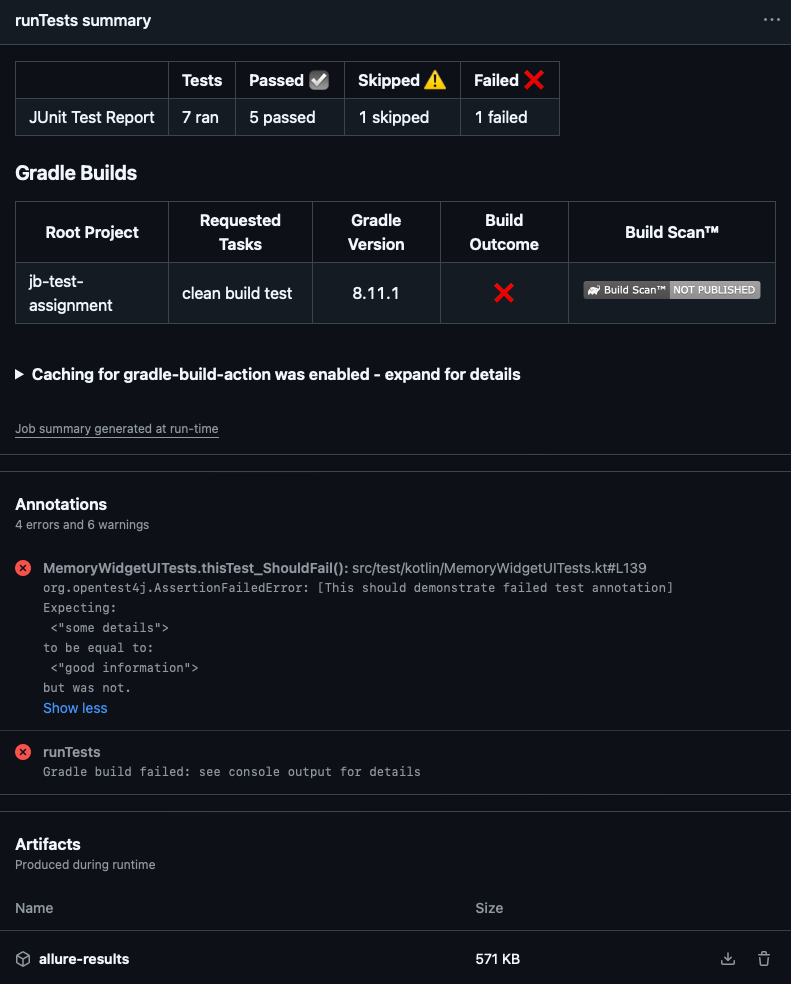 runTests summary
Tests Passed ✅ Skipped ⚠️ Failed ❌
JUnit Test Report 7 ran 5 passed 1 skipped 1 failed
Gradle Builds
Root Project Requested Tasks Gradle Version Build Outcome Build Scan™
jb-test-assignment clean build test 8.11.1 ❌ Build Scan™ NOT PUBLISHED
Caching for gradle-build-action was enabled - expand for details
Job summary generated at run-time
Annotations
4 errors and 6 warnings
MemoryWidgetUITests.thisTest_ShouldFail(): src/test/kotlin/MemoryWidgetUITests.kt#L139
org.opentest4j.AssertionFailedError: [This should demonstrate failed test annotation]
Expecting:
<"some details">
to be equal to:
<"good information">
but was not.
Show less
runTests
Gradle build failed: see console output for details
Artifacts
Produced during runtime
Name Size
allure-results 571 KB